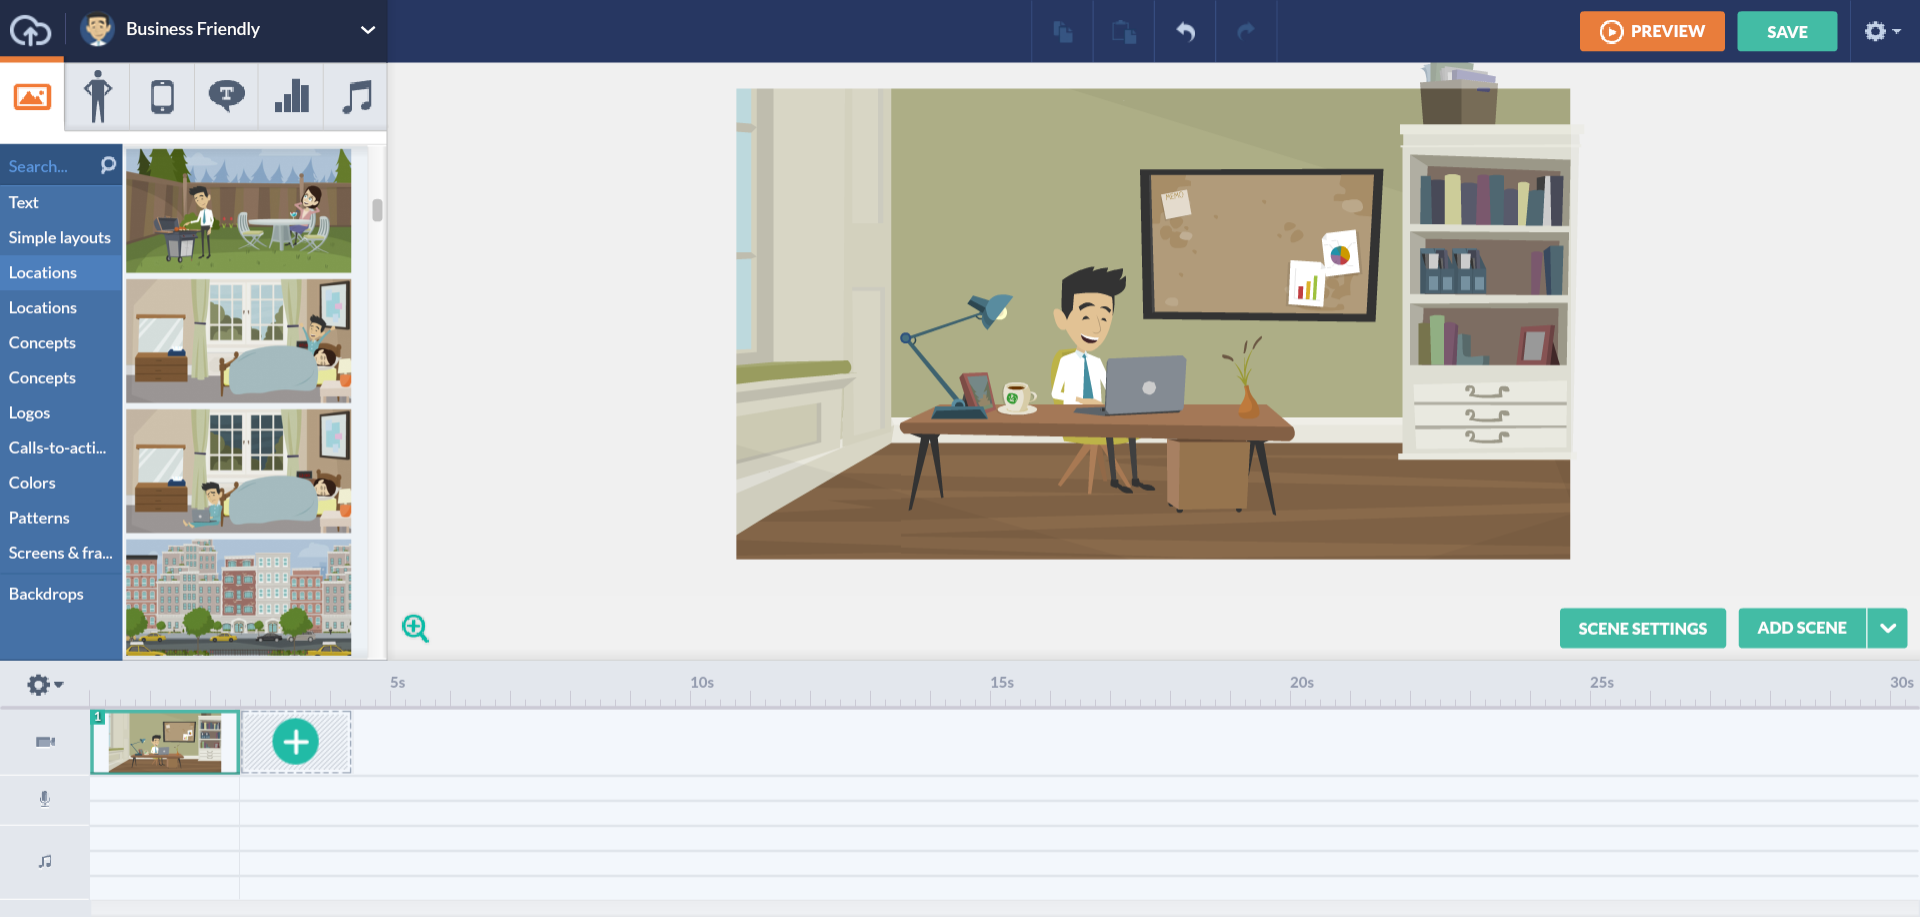 Business Friendly
PREVIEW
SAVE
T
Search...
Text
Simple layouts
Locations
Locations
Concepts
Concepts
Logos
Calls-to-acti...
Colors
Patterns
Screens & fra...
Backdrops
MEMO
SCENE SETTINGS
ADD SCENE
5s
10s
15s
20s
25s
30s
1